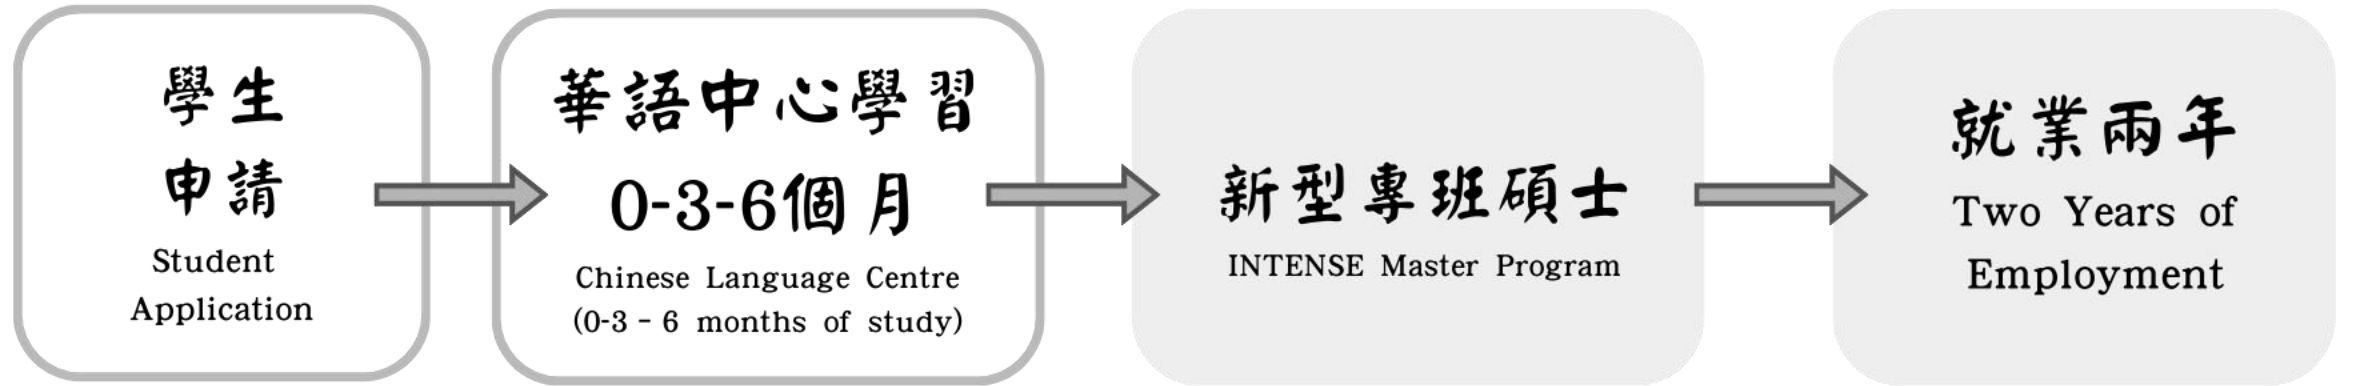 學生
申請
Student
Application
華語中心學習
0-3-6個月
Chinese Language Centre
(0-3 - 6 months of study)
新型專班碩士
INTENSE Master Program
就業兩年
Two Years of
Employment